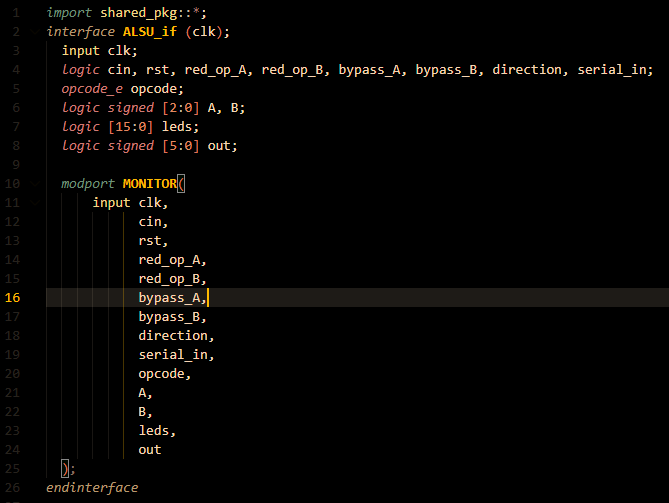 1 import shared_pkg::*;
2 interface ALSU_if (clk);
3   input clk;
4   logic cin, rst, red_op_A, red_op_B, bypass_A, bypass_B, direction, serial_in;
5   opcode_e opcode;
6   logic signed [2:0] A, B;
7   logic [15:0] leds;
8   logic signed [5:0] out;
9
10   modport MONITOR(
11       input clk,
12             cin,
13             rst,
14             red_op_A,
15             red_op_B,
16             bypass_A,
17             bypass_B,
18             direction,
19             serial_in,
20             opcode,
21             A,
22             B,
23             leds,
24             out
25   );
26 endinterface